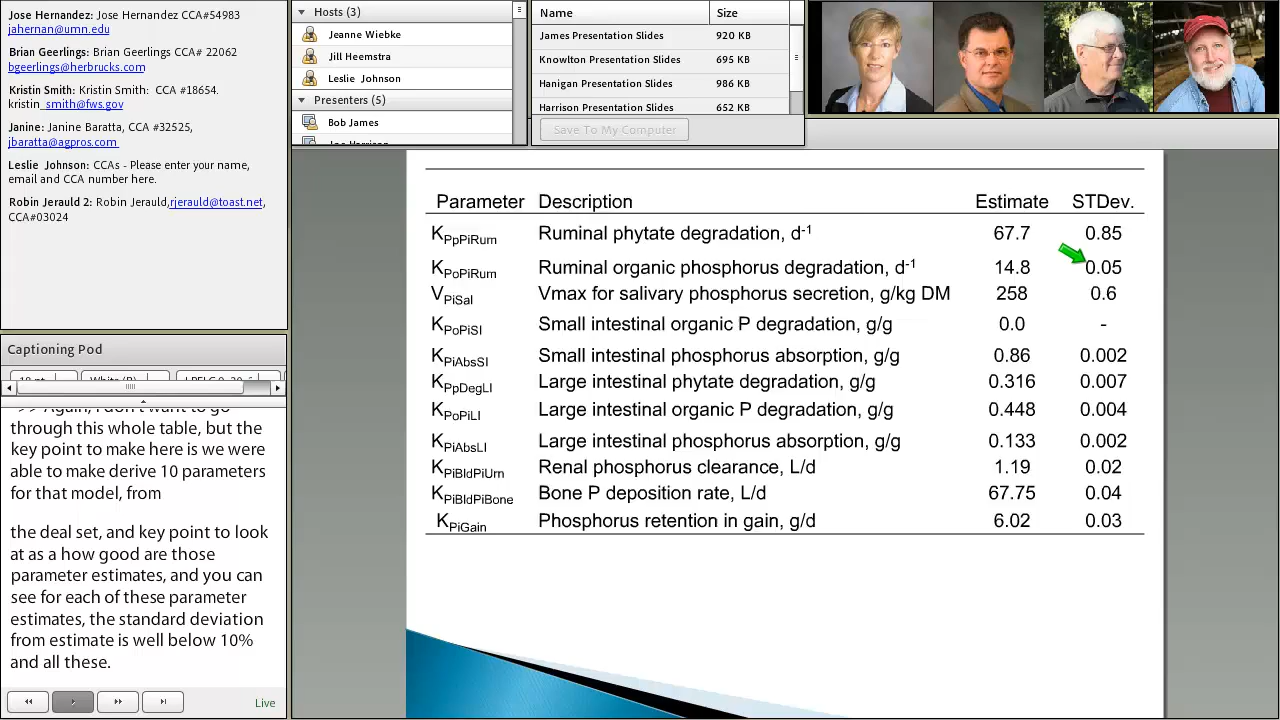 Jose Hernandez: Jose Hernandez CCA#54983
jahernan@umn.edu
Brian Geerlings: Brian Geerlings CCA# 22062
bgeerlings@herbrucks.com
Kristin Smith: Kristin Smith: CCA #18654.
kristin_smith@fws.gov
Janine: Janine Baratta, CCA #32525,
jbaratta@agpros.com
Leslie Johnson: CCAs - Please enter your name,
email and CCA number here.
Robin Jerauld 2: Robin Jerauld,rjerauld@toast.net,
CCA#03024
Captioning Pod
>> Again, I don't want to go
through this whole table, but the
key point to make here is we were
able to make derive 10 parameters
for that model, from
the deal set, and key point to look
at as a how good are those
parameter estimates, and you can
see for each of these parameter
estimates, the standard deviation
from estimate is well below 10%
and all these.
Live
Hosts (3)
Jeanne Wiebke
Jill Heemstra
Leslie Johnson
Presenters (5)
Bob James
Joe Harrison
Name Size
James Presentation Slides 920 KB
Knowlton Presentation Slides 695 KB
Hanigan Presentation Slides 986 KB
Harrison Presentation Slides 652 KB
Save To My Computer
Parameter Description Estimate STDev.
KPpPiRum Ruminal phytate degradation, d-1 67.7 0.85
KPoPiRum Ruminal organic phosphorus degradation, d-1 14.8 0.05
VPiSal Vmax for salivary phosphorus secretion, g/kg DM 258 0.6
KPoPiSI Small intestinal organic P degradation, g/g 0.0 -
KPiAbsSI Small intestinal phosphorus absorption, g/g 0.86 0.002
KPpDegLI Large intestinal phytate degradation, g/g 0.316 0.007
KPoPiLI Large intestinal organic P degradation, g/g 0.448 0.004
KPiAbsLI Large intestinal phosphorus absorption, g/g 0.133 0.002
KPiBldPiUrn Renal phosphorus clearance, L/d 1.19 0.02
KPiBldPiBone Bone P deposition rate, L/d 67.75 0.04
KPiGain Phosphorus retention in gain, g/d 6.02 0.03